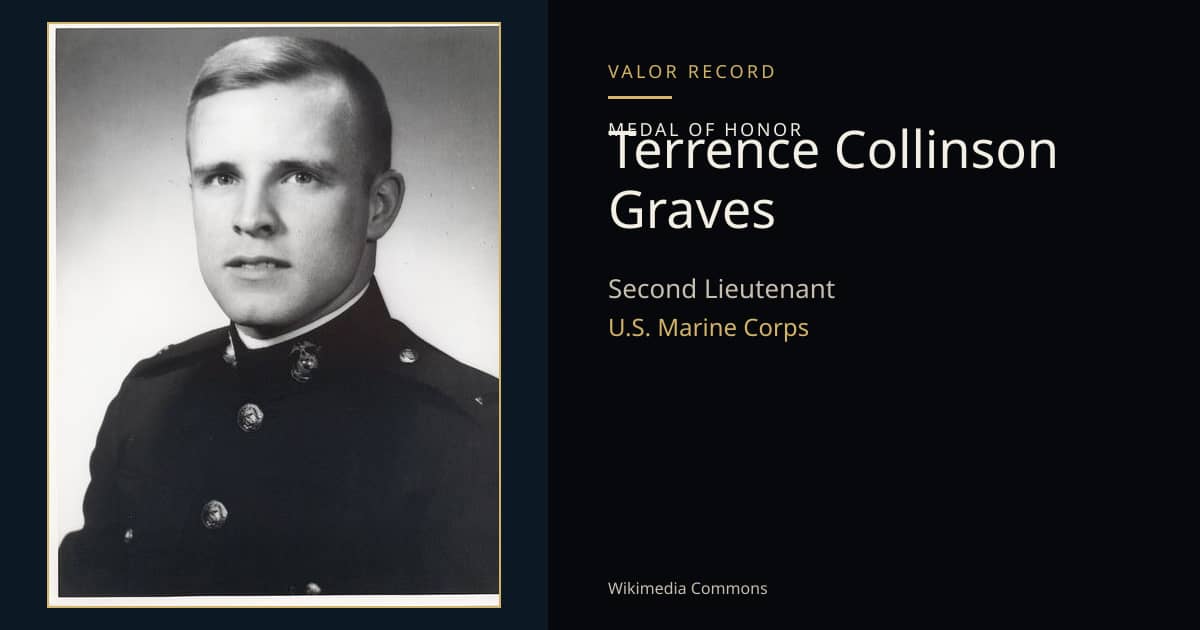 VALOR RECORD
MEDAL OF HONOR
Terrence Collinson
Graves
Second Lieutenant
U.S. Marine Corps
Wikimedia Commons